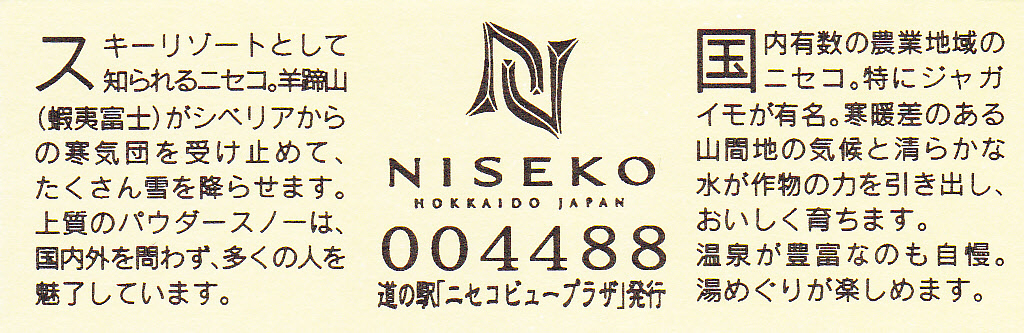 スキーリゾートとして
知られるニセコ。羊蹄山
（蝦夷富士）がシベリアから
の寒気団を受け止めて、
たくさん雪を降らせます。
上質のパウダースノーは、
国内外を問わず、多くの人を
魅了しています。
NISEKO
HOKKAIDO JAPAN
004488
道の駅「ニセコビュープラザ」発行
国内有数の農業地域の
ニセコ。特にジャガ
イモが有名。寒暖差のある
山間地の気候と清らかな
水が作物の力を引き出し、
おいしく育ちます。
温泉が豊富なのも自慢。
湯めぐりが楽しめます。